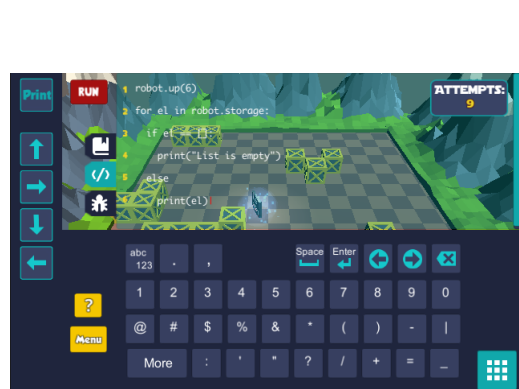 Print
RUN
1 robot.up(6)
2 for el in robot.storage:
3 if el == []:
4 print("List is empty")
5 else
print(el)
ATTEMPTS:
9
</>
abc
123
. ,
Space Enter
1 2 3 4 5 6 7 8 9 0
@ # $ % & * ( ) - |
More : ' " ? / + = _
?
Menu